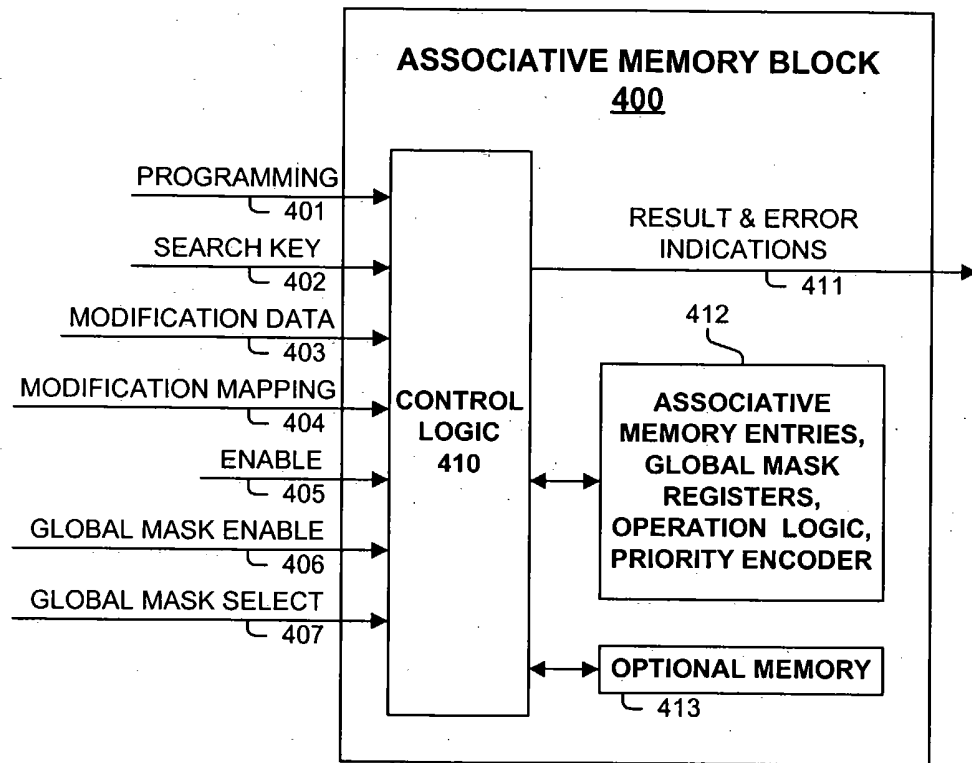 ASSOCIATIVE MEMORY BLOCK
400
PROGRAMMING
401
SEARCH KEY
402
MODIFICATION DATA
403
MODIFICATION MAPPING
404
ENABLE
405
GLOBAL MASK ENABLE
406
GLOBAL MASK SELECT
407
CONTROL
LOGIC
410
RESULT & ERROR
INDICATIONS
411
412
ASSOCIATIVE
MEMORY ENTRIES,
GLOBAL MASK
REGISTERS,
OPERATION LOGIC,
PRIORITY ENCODER
OPTIONAL MEMORY
413